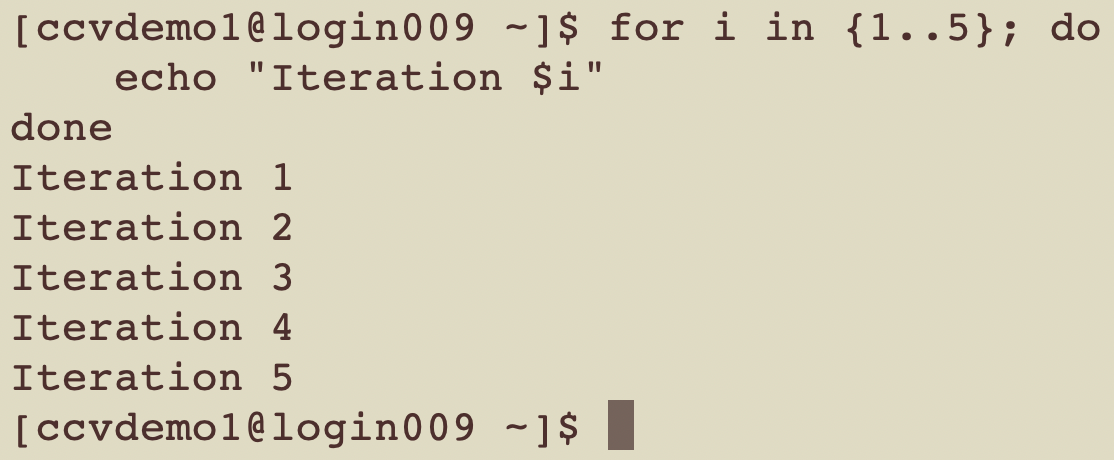 [ccvdemo1@login009 ~]$ for i in {1..5}; do
    echo "Iteration $i"
done
Iteration 1
Iteration 2
Iteration 3
Iteration 4
Iteration 5
[ccvdemo1@login009 ~]$